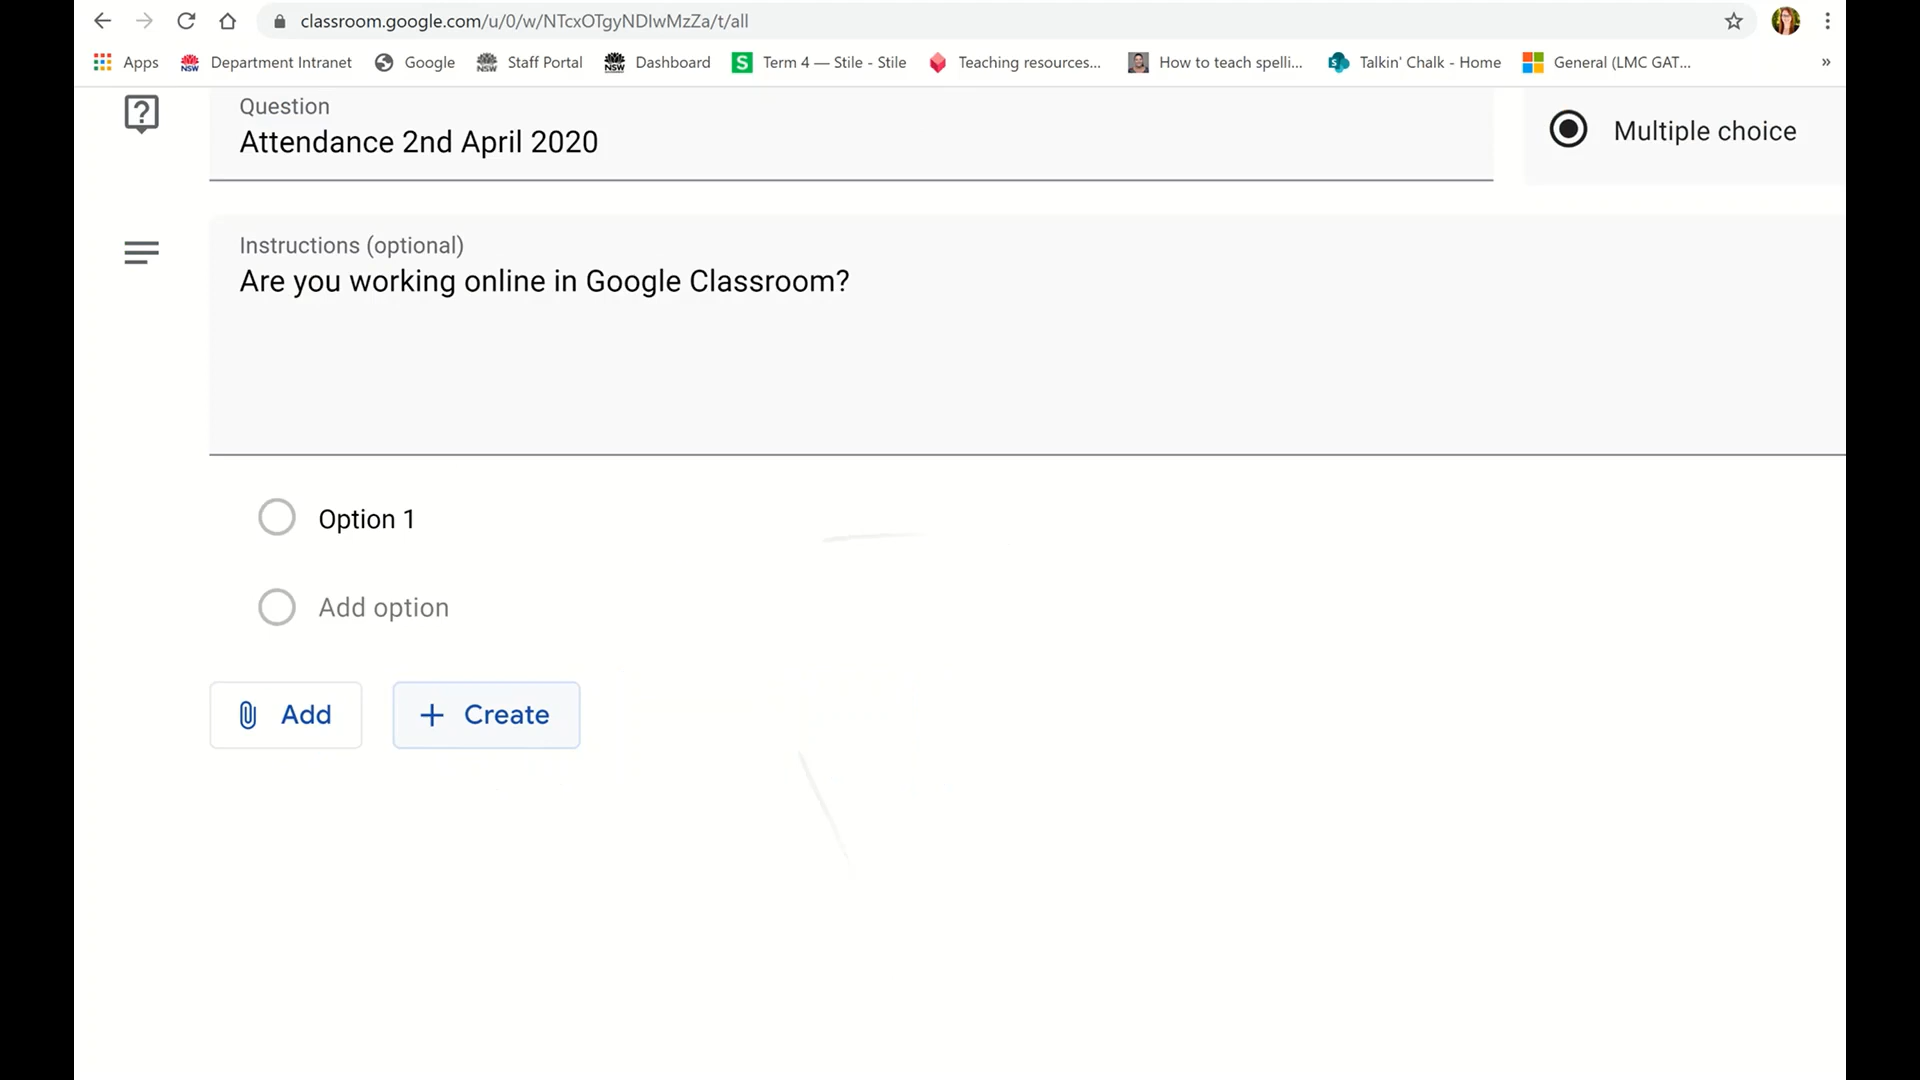 classroom.google.com/u/0/w/NTcxOTgyNDIwMzZa/t/all
Apps Department Intranet Google Staff Portal Dashboard Term 4 — Stile - Stile Teaching resources... How to teach spelli... Talkin' Chalk - Home General (LMC GAT... »
Question
Attendance 2nd April 2020
Multiple choice
Instructions (optional)
Are you working online in Google Classroom?
Option 1
Add option
Add
+ Create